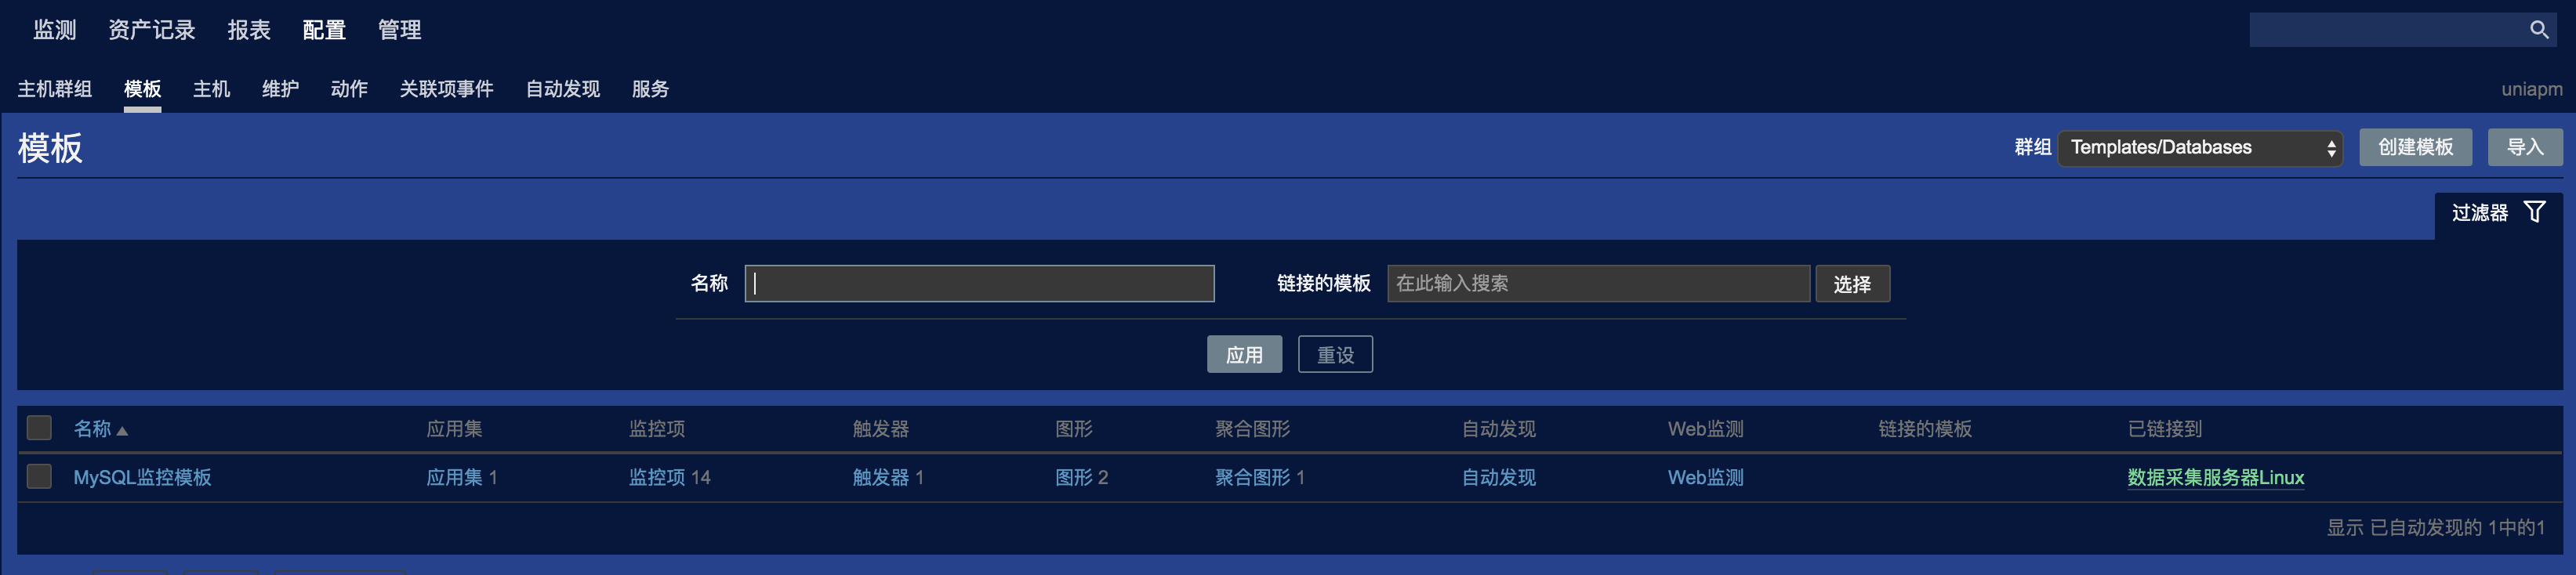 监测 资产记录 报表 配置 管理
主机群组 模板 主机 维护 动作 关联项事件 自动发现 服务 uniapm
模板 群组 Templates/Databases 创建模板 导入
过滤器
名称 链接的模板 在此输入搜索 选择
应用 重设
名称 应用集 监控项 触发器 图形 聚合图形 自动发现 Web监测 链接的模板 已链接到
MySQL监控模板 应用集 1 监控项 14 触发器 1 图形 2 聚合图形 1 自动发现 Web监测 数据采集服务器Linux
显示 已自动发现的 1中的1